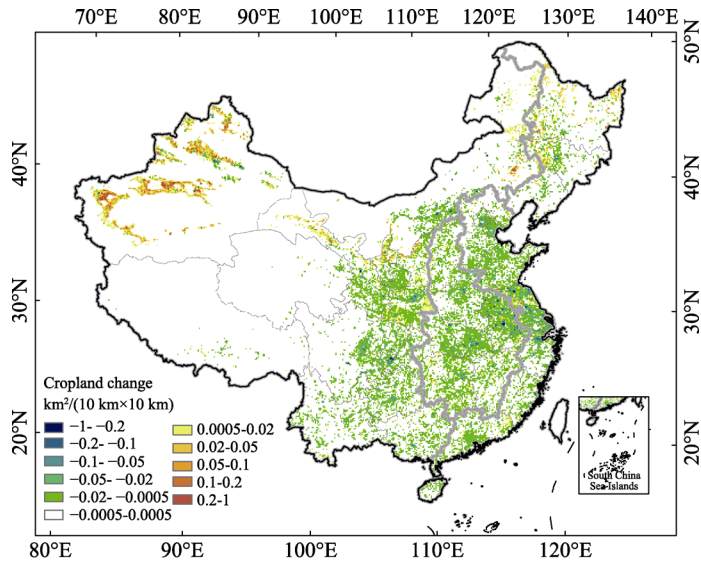 70°E 80°E 90°E 100°E 110°E 120°E 130°E 140°E
50°N
40°N
40°N
30°N
30°N
20°N
20°N
Cropland change
km²/(10 km×10 km)
−1- −0.2
−0.2- −0.1
−0.1- −0.05
−0.05- −0.02
−0.02- −0.0005
−0.0005-0.0005
0.0005-0.02
0.02-0.05
0.05-0.1
0.1-0.2
0.2-1
South China
Sea Islands
80°E 90°E 100°E 110°E 120°E